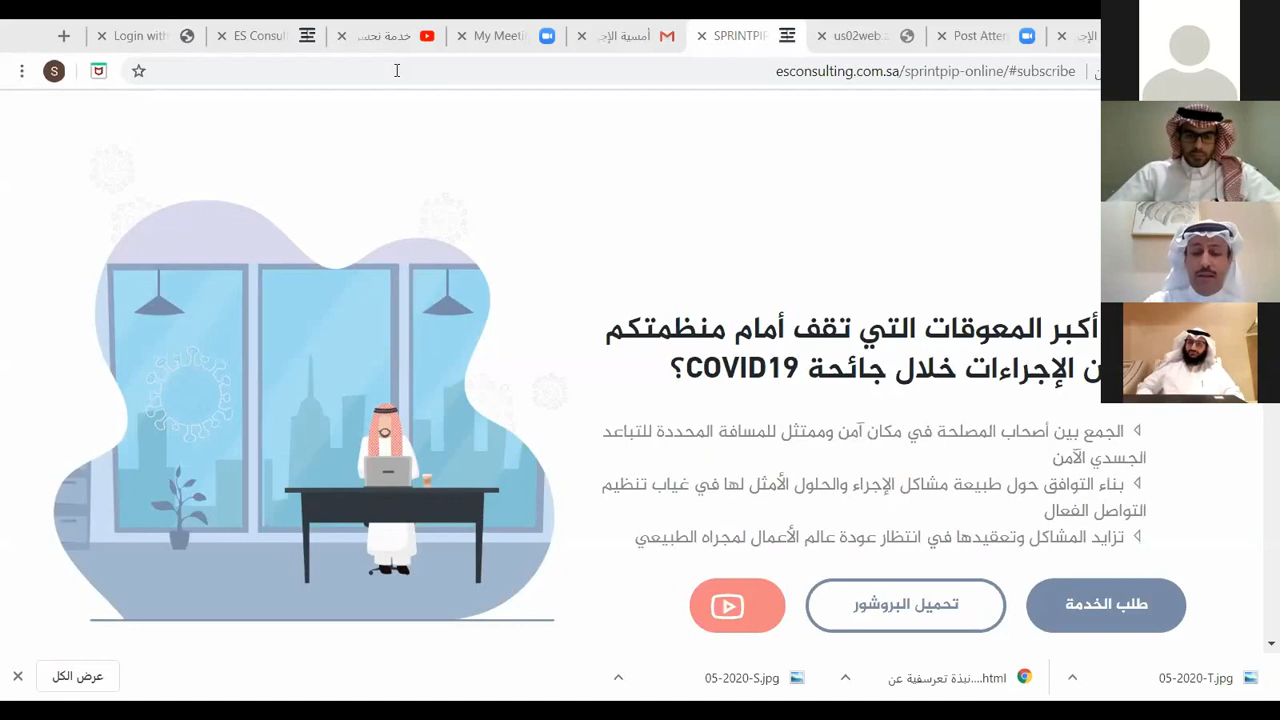 Login with
ES Consul
خدمة تحسـ
My Meeti
أمسية الإجر
SPRINTPIP
us02web.z
Post Atten
الإجر
S
esconsulting.com.sa/sprintpip-online/#subscribe
أكبر المعوقات التي تقف أمام منظمتكم
ن الإجراءات خلال جائحة COVID19؟
الجمع بين أصحاب المصلحة في مكان آمن وممتثل للمسافة المحددة للتباعد
الجسدي الآمن
بناء التوافق حول طبيعة مشاكل الإجراء والحلول الأمثل لها في غياب تنظيم
التواصل الفعال
تزايد المشاكل وتعقيدها في انتظار عودة عالم الأعمال لمجراه الطبيعي
طلب الخدمة
تحميل البروشور
05-2020-T.jpg
نبذة تعرسفية عن....html
05-2020-S.jpg
عرض الكل